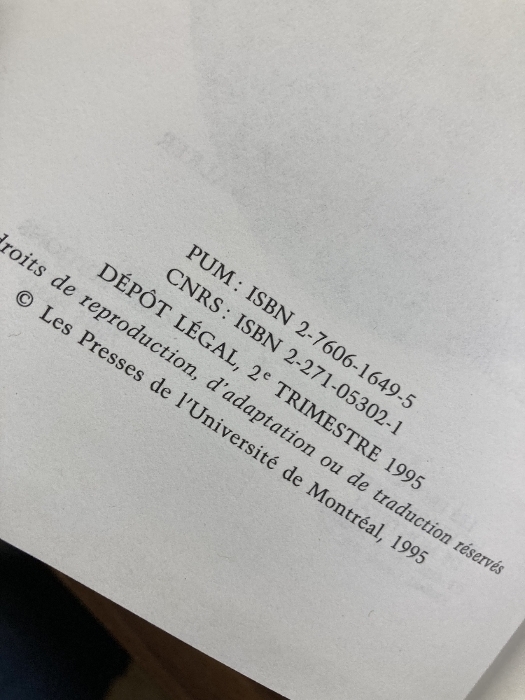 PUM : ISBN 2-7606-1649-5
CNRS : ISBN 2-271-05302-1
DÉPÔT LÉGAL, 2e TRIMESTRE 1995
droits de reproduction, d'adaptation ou de traduction réservés
© Les Presses de l'Université de Montréal, 1995